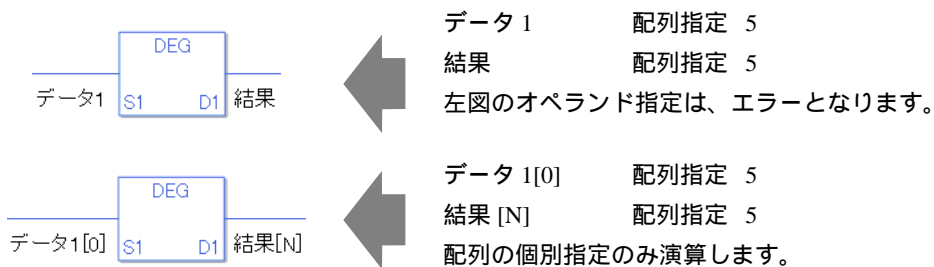 DEG
データ1 S1 D1 結果
データ 1 配列指定 5
結果 配列指定 5
左図のオペランド指定は、エラーとなります。
DEG
データ1[0] S1 D1 結果[N]
データ 1[0] 配列指定 5
結果 [N] 配列指定 5
配列の個別指定のみ演算します。